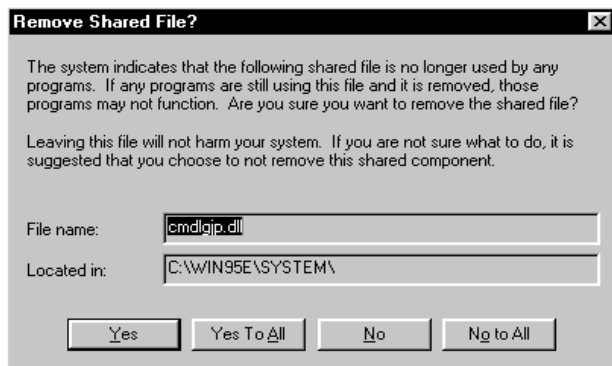 Remove Shared File?
The system indicates that the following shared file is no longer used by any
programs. If any programs are still using this file and it is removed, those
programs may not function. Are you sure you want to remove the shared file?
Leaving this file will not harm your system. If you are not sure what to do, it is
suggested that you choose to not remove this shared component.
File name: cmdlgjp.dll
Located in: C:\WIN95E\SYSTEM\
Yes Yes To All No No to All